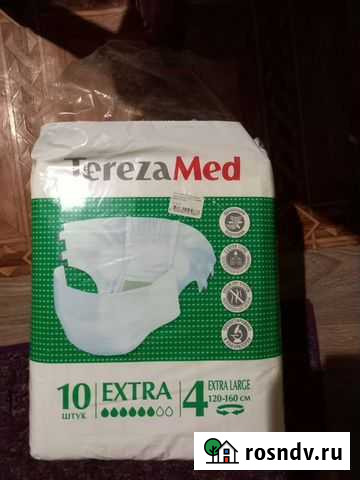 TerezaMed
10 ШТУК
EXTRA
4
EXTRA LARGE
120-160 СМ
rosndv.ru